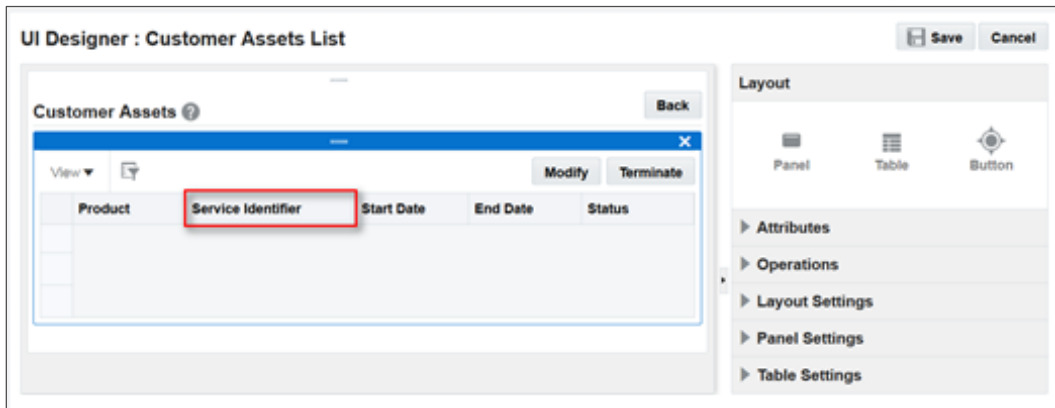 UI Designer : Customer Assets List
Save Cancel
Customer Assets ?
Back
View
Modify Terminate
Product Service Identifier Start Date End Date Status
Layout
Panel Table Button
Attributes
Operations
Layout Settings
Panel Settings
Table Settings